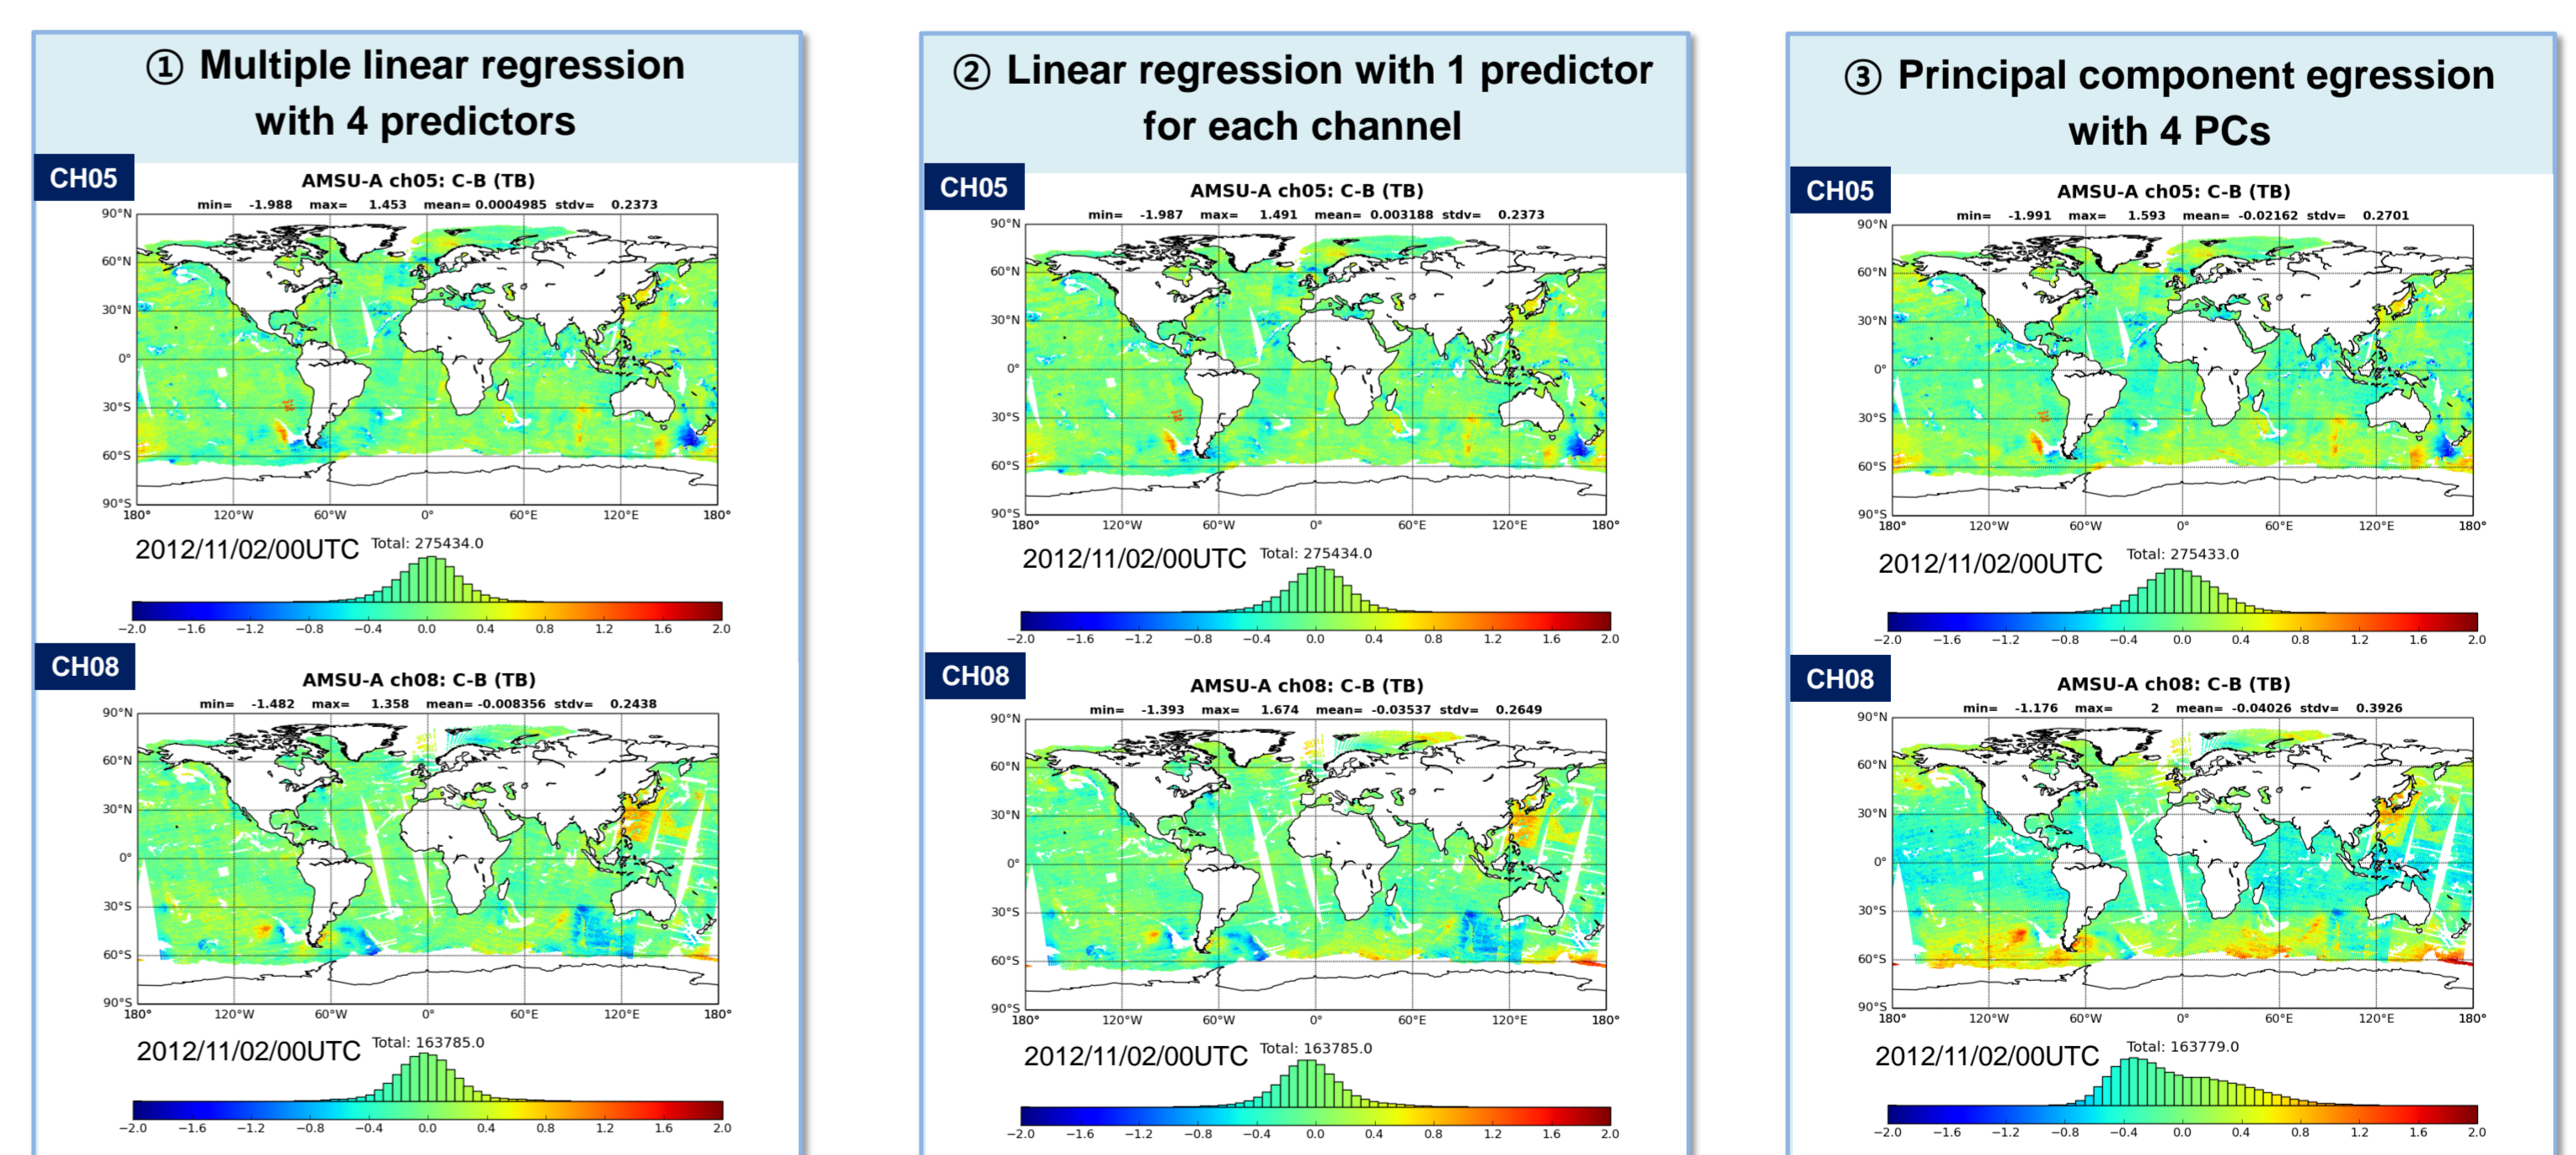 ① Multiple linear regression
with 4 predictors
CH05
AMSU-A ch05: C-B (TB)
min= -1.988 max= 1.453 mean= 0.0004985 stdv= 0.2373
90°N
60°N
30°N
0°
30°S
60°S
90°S
180° 120°W 60°W 0° 60°E 120°E 180°
2012/11/02/00UTC Total: 275434.0
−2.0 −1.6 −1.2 −0.8 −0.4 0.0 0.4 0.8 1.2 1.6 2.0
CH08
AMSU-A ch08: C-B (TB)
min= -1.482 max= 1.358 mean= -0.008356 stdv= 0.2438
90°N
60°N
30°N
0°
30°S
60°S
90°S
180° 120°W 60°W 0° 60°E 120°E 180°
2012/11/02/00UTC Total: 163785.0
−2.0 −1.6 −1.2 −0.8 −0.4 0.0 0.4 0.8 1.2 1.6 2.0
② Linear regression with 1 predictor
for each channel
CH05
AMSU-A ch05: C-B (TB)
min= -1.987 max= 1.491 mean= 0.003188 stdv= 0.2373
90°N
60°N
30°N
0°
30°S
60°S
90°S
180° 120°W 60°W 0° 60°E 120°E 180°
2012/11/02/00UTC Total: 275434.0
−2.0 −1.6 −1.2 −0.8 −0.4 0.0 0.4 0.8 1.2 1.6 2.0
CH08
AMSU-A ch08: C-B (TB)
min= -1.393 max= 1.674 mean= -0.03537 stdv= 0.2649
90°N
60°N
30°N
0°
30°S
60°S
90°S
180° 120°W 60°W 0° 60°E 120°E 180°
2012/11/02/00UTC Total: 163785.0
−2.0 −1.6 −1.2 −0.8 −0.4 0.0 0.4 0.8 1.2 1.6 2.0
③ Principal component egression
with 4 PCs
CH05
AMSU-A ch05: C-B (TB)
min= -1.991 max= 1.593 mean= -0.02162 stdv= 0.2701
90°N
60°N
30°N
0°
30°S
60°S
90°S
180° 120°W 60°W 0° 60°E 120°E 180°
2012/11/02/00UTC Total: 275433.0
−2.0 −1.6 −1.2 −0.8 −0.4 0.0 0.4 0.8 1.2 1.6 2.0
CH08
AMSU-A ch08: C-B (TB)
min= -1.176 max= 2 mean= -0.04026 stdv= 0.3926
90°N
60°N
30°N
0°
30°S
60°S
90°S
180° 120°W 60°W 0° 60°E 120°E 180°
2012/11/02/00UTC Total: 163779.0
−2.0 −1.6 −1.2 −0.8 −0.4 0.0 0.4 0.8 1.2 1.6 2.0